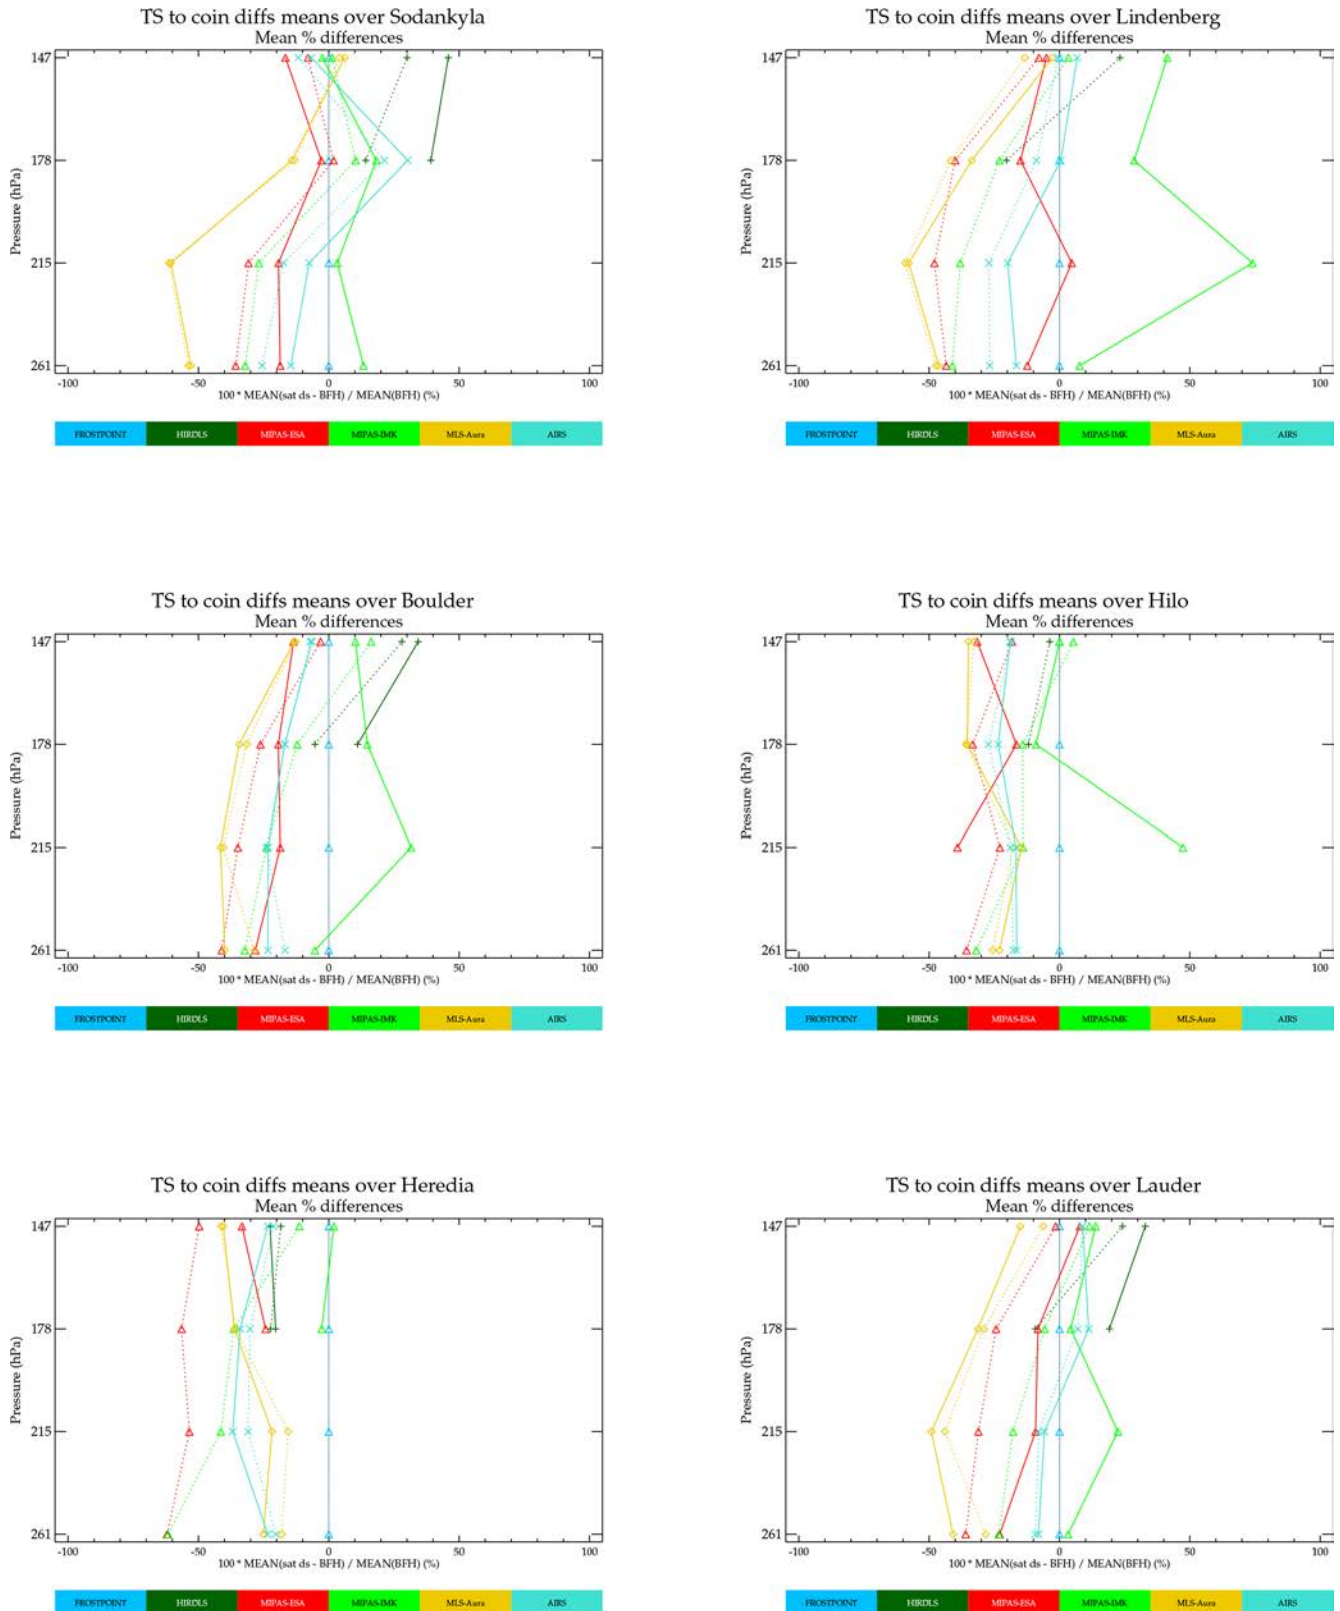 TS to coin diffs means over Sodankyla
Mean % differences
147
178
215
261
Pressure (hPa)
-100 -50 0 50 100
100 * MEAN(sat ds - BFH) / MEAN(BFH) (%)
FROSTPOINT HIRDLS MIPAS-ESA MIPAS-IMK MLS-Aura AIRS
TS to coin diffs means over Lindenberg
Mean % differences
147
178
215
261
Pressure (hPa)
-100 -50 0 50 100
100 * MEAN(sat ds - BFH) / MEAN(BFH) (%)
FROSTPOINT HIRDLS MIPAS-ESA MIPAS-IMK MLS-Aura AIRS
TS to coin diffs means over Boulder
Mean % differences
147
178
215
261
Pressure (hPa)
-100 -50 0 50 100
100 * MEAN(sat ds - BFH) / MEAN(BFH) (%)
FROSTPOINT HIRDLS MIPAS-ESA MIPAS-IMK MLS-Aura AIRS
TS to coin diffs means over Hilo
Mean % differences
147
178
215
261
Pressure (hPa)
-100 -50 0 50 100
100 * MEAN(sat ds - BFH) / MEAN(BFH) (%)
FROSTPOINT HIRDLS MIPAS-ESA MIPAS-IMK MLS-Aura AIRS
TS to coin diffs means over Heredia
Mean % differences
147
178
215
261
Pressure (hPa)
-100 -50 0 50 100
100 * MEAN(sat ds - BFH) / MEAN(BFH) (%)
FROSTPOINT HIRDLS MIPAS-ESA MIPAS-IMK MLS-Aura AIRS
TS to coin diffs means over Lauder
Mean % differences
147
178
215
261
Pressure (hPa)
-100 -50 0 50 100
100 * MEAN(sat ds - BFH) / MEAN(BFH) (%)
FROSTPOINT HIRDLS MIPAS-ESA MIPAS-IMK MLS-Aura AIRS